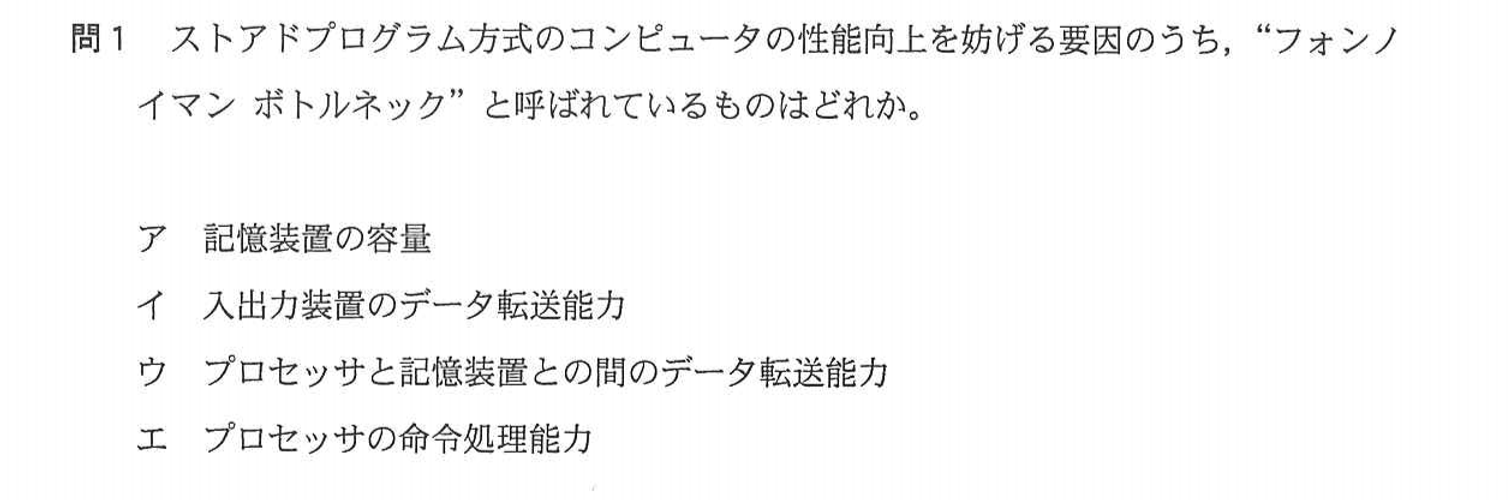 問1 ストアドプログラム方式のコンピュータの性能向上を妨げる要因のうち，“フォンノ
イマン ボトルネック” と呼ばれているものはどれか。
ア 記憶装置の容量
イ 入出力装置のデータ転送能力
ウ プロセッサと記憶装置との間のデータ転送能力
エ プロセッサの命令処理能力